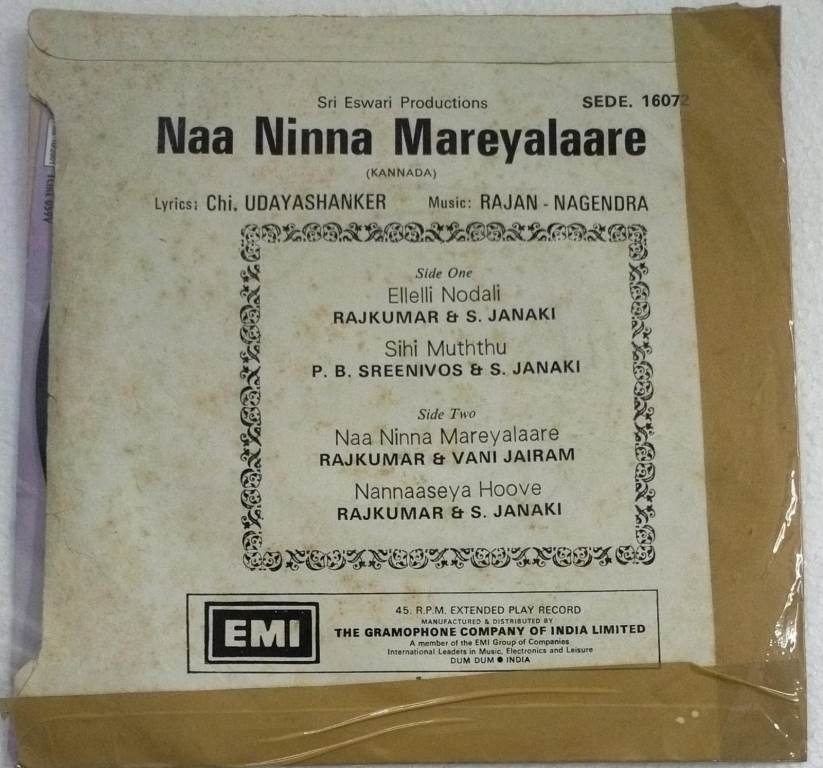 Sri Eswari Productions SEDE. 16072
Naa Ninna Mareyalaare
(KANNADA)
Lyrics: Chi. UDAYASHANKER Music: RAJAN - NAGENDRA
Side One
Ellelli Nodali
RAJKUMAR & S. JANAKI
Sihi Muththu
P. B. SREENIVOS & S. JANAKI
Side Two
Naa Ninna Mareyalaare
RAJKUMAR & VANI JAIRAM
Nannaaseya Hoove
RAJKUMAR & S. JANAKI
EMI
45. R.P.M. EXTENDED PLAY RECORD
MANUFACTURED & DISTRIBUTED BY
THE GRAMOPHONE COMPANY OF INDIA LIMITED
A member of the EMI Group of Companies
International Leaders in Music, Electronics and Leisure
DUM DUM ● INDIA